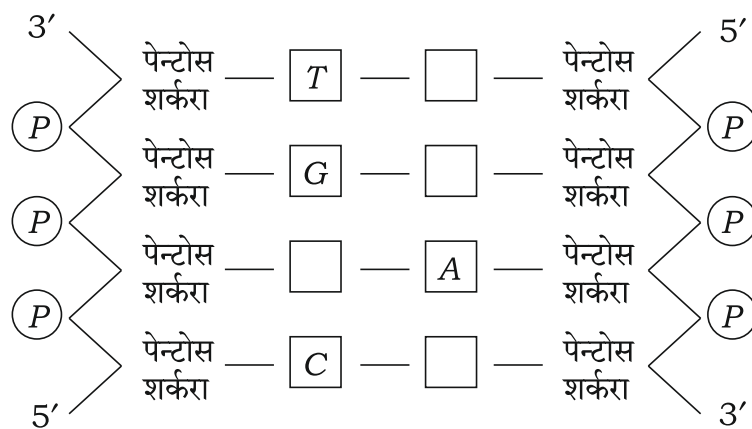 3′ 5′
पेन्टोस शर्करा T पेन्टोस शर्करा
P P
पेन्टोस शर्करा G पेन्टोस शर्करा
P P
पेन्टोस शर्करा A पेन्टोस शर्करा
P P
पेन्टोस शर्करा C पेन्टोस शर्करा
5′ 3′